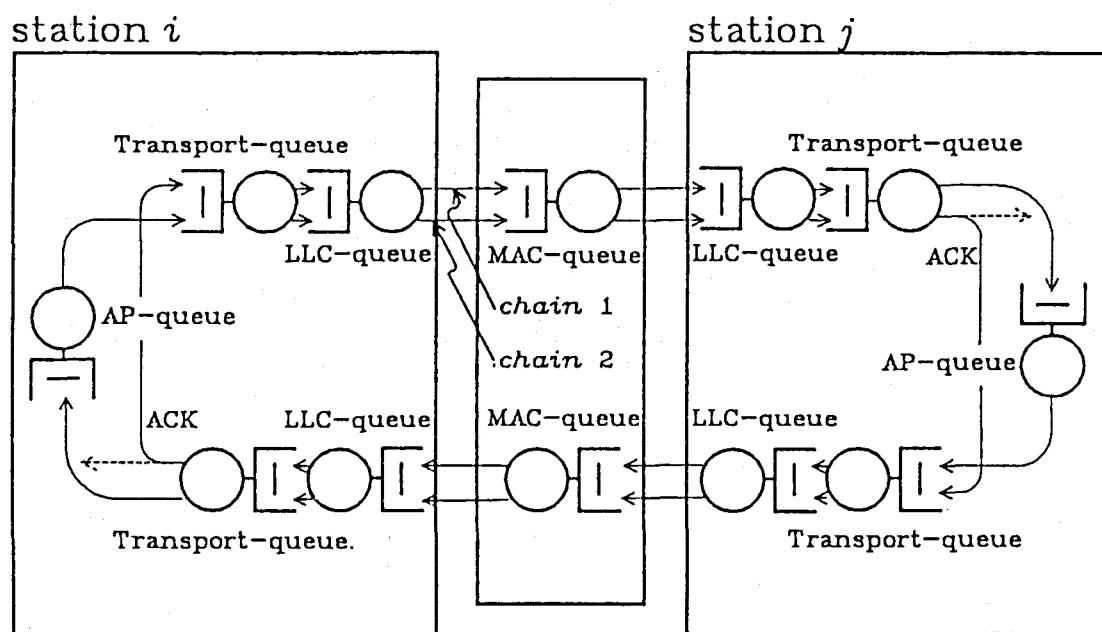 station i
station j
Transport-queue
Transport-queue
LLC-queue
MAC-queue
LLC-queue
ACK
chain 1
AP-queue
chain 2
AP-queue
ACK
LLC-queue
MAC-queue
LLC-queue
Transport-queue.
Transport-queue